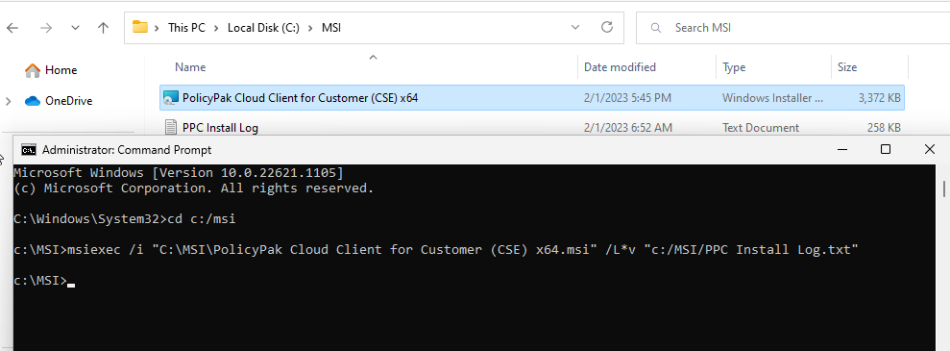 This PC > Local Disk (C:) > MSI
Search MSI
Home
OneDrive
Name Date modified Type Size
PolicyPak Cloud Client for Customer (CSE) x64 2/1/2023 5:45 PM Windows Installer ... 3,372 KB
PPC Install Log 2/1/2023 6:52 AM Text Document 258 KB
Administrator: Command Prompt
Microsoft Windows [Version 10.0.22621.1105]
(c) Microsoft Corporation. All rights reserved.
C:\Windows\System32>cd c:/msi
c:\MSI>msiexec /i "C:\MSI\PolicyPak Cloud Client for Customer (CSE) x64.msi" /L*v "c:/MSI/PPC Install Log.txt"
c:\MSI>